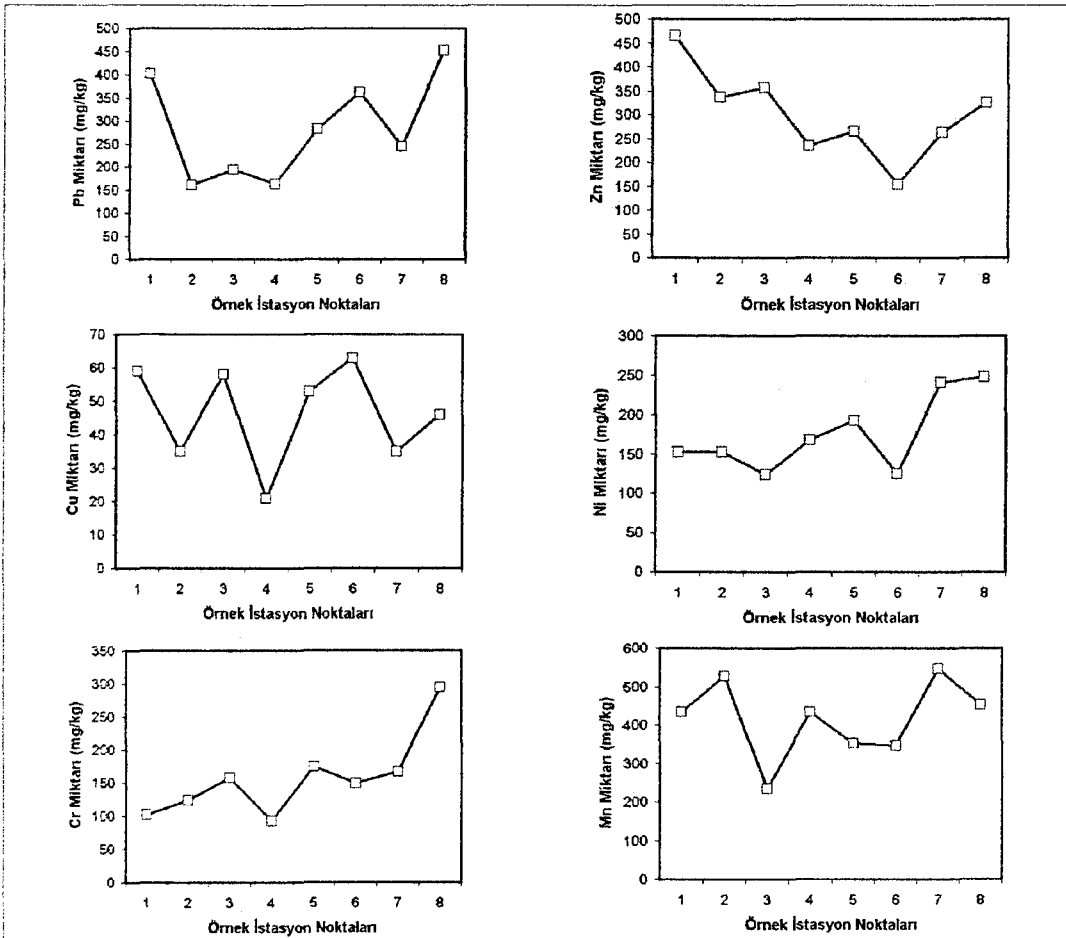 500
450
400
350
300
250
200
150
100
50
0
Pb Miktarı (mg/kg)
1 2 3 4 5 6 7 8
Örnek İstasyon Noktaları
500
450
400
350
300
250
200
150
100
50
0
Zn Miktarı (mg/kg)
1 2 3 4 5 6 7 8
Örnek İstasyon Noktaları
70
60
50
40
30
20
10
0
Cu Miktarı (mg/kg)
1 2 3 4 5 6 7 8
Örnek İstasyon Noktaları
300
250
200
150
100
50
0
Ni Miktarı (mg/kg)
1 2 3 4 5 6 7 8
Örnek İstasyon Noktaları
350
300
250
200
150
100
50
0
Cr Miktarı (mg/kg)
1 2 3 4 5 6 7 8
Örnek İstasyon Noktaları
600
500
400
300
200
100
0
Mn Miktarı (mg/kg)
1 2 3 4 5 6 7 8
Örnek İstasyon Noktaları